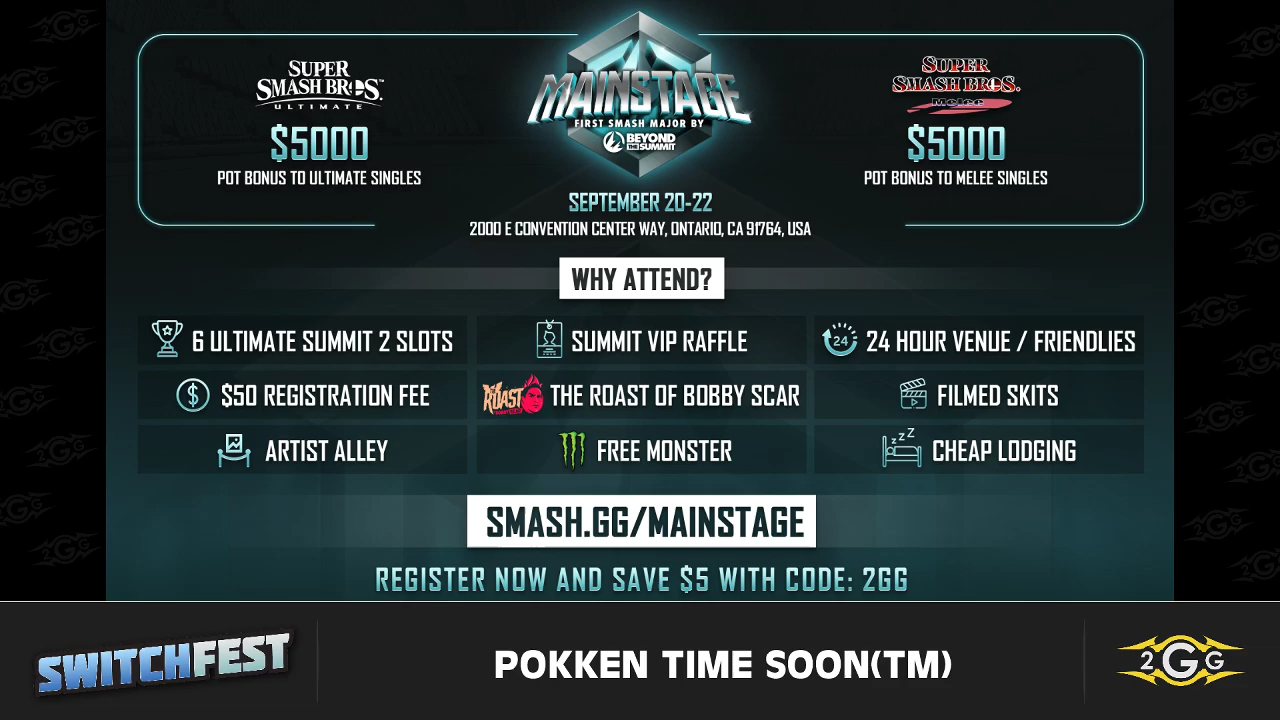 SUPER
SMASH BROS.™
ULTIMATE
$5000
POT BONUS TO ULTIMATE SINGLES
MAINSTAGE
FIRST SMASH MAJOR BY
BEYOND
THE SUMMIT
SUPER
SMASH BROS.
Melee
$5000
POT BONUS TO MELEE SINGLES
SEPTEMBER 20-22
2000 E CONVENTION CENTER WAY, ONTARIO, CA 91764, USA
WHY ATTEND?
6 ULTIMATE SUMMIT 2 SLOTS
SUMMIT VIP RAFFLE
24
24 HOUR VENUE / FRIENDLIES
$
$50 REGISTRATION FEE
ROAST
THE ROAST OF BOBBY SCAR
FILMED SKITS
ARTIST ALLEY
FREE MONSTER
zzZ
CHEAP LODGING
SMASH.GG/MAINSTAGE
REGISTER NOW AND SAVE $5 WITH CODE: 2GG
SWITCHFEST
POKKEN TIME SOON(TM)
2GG